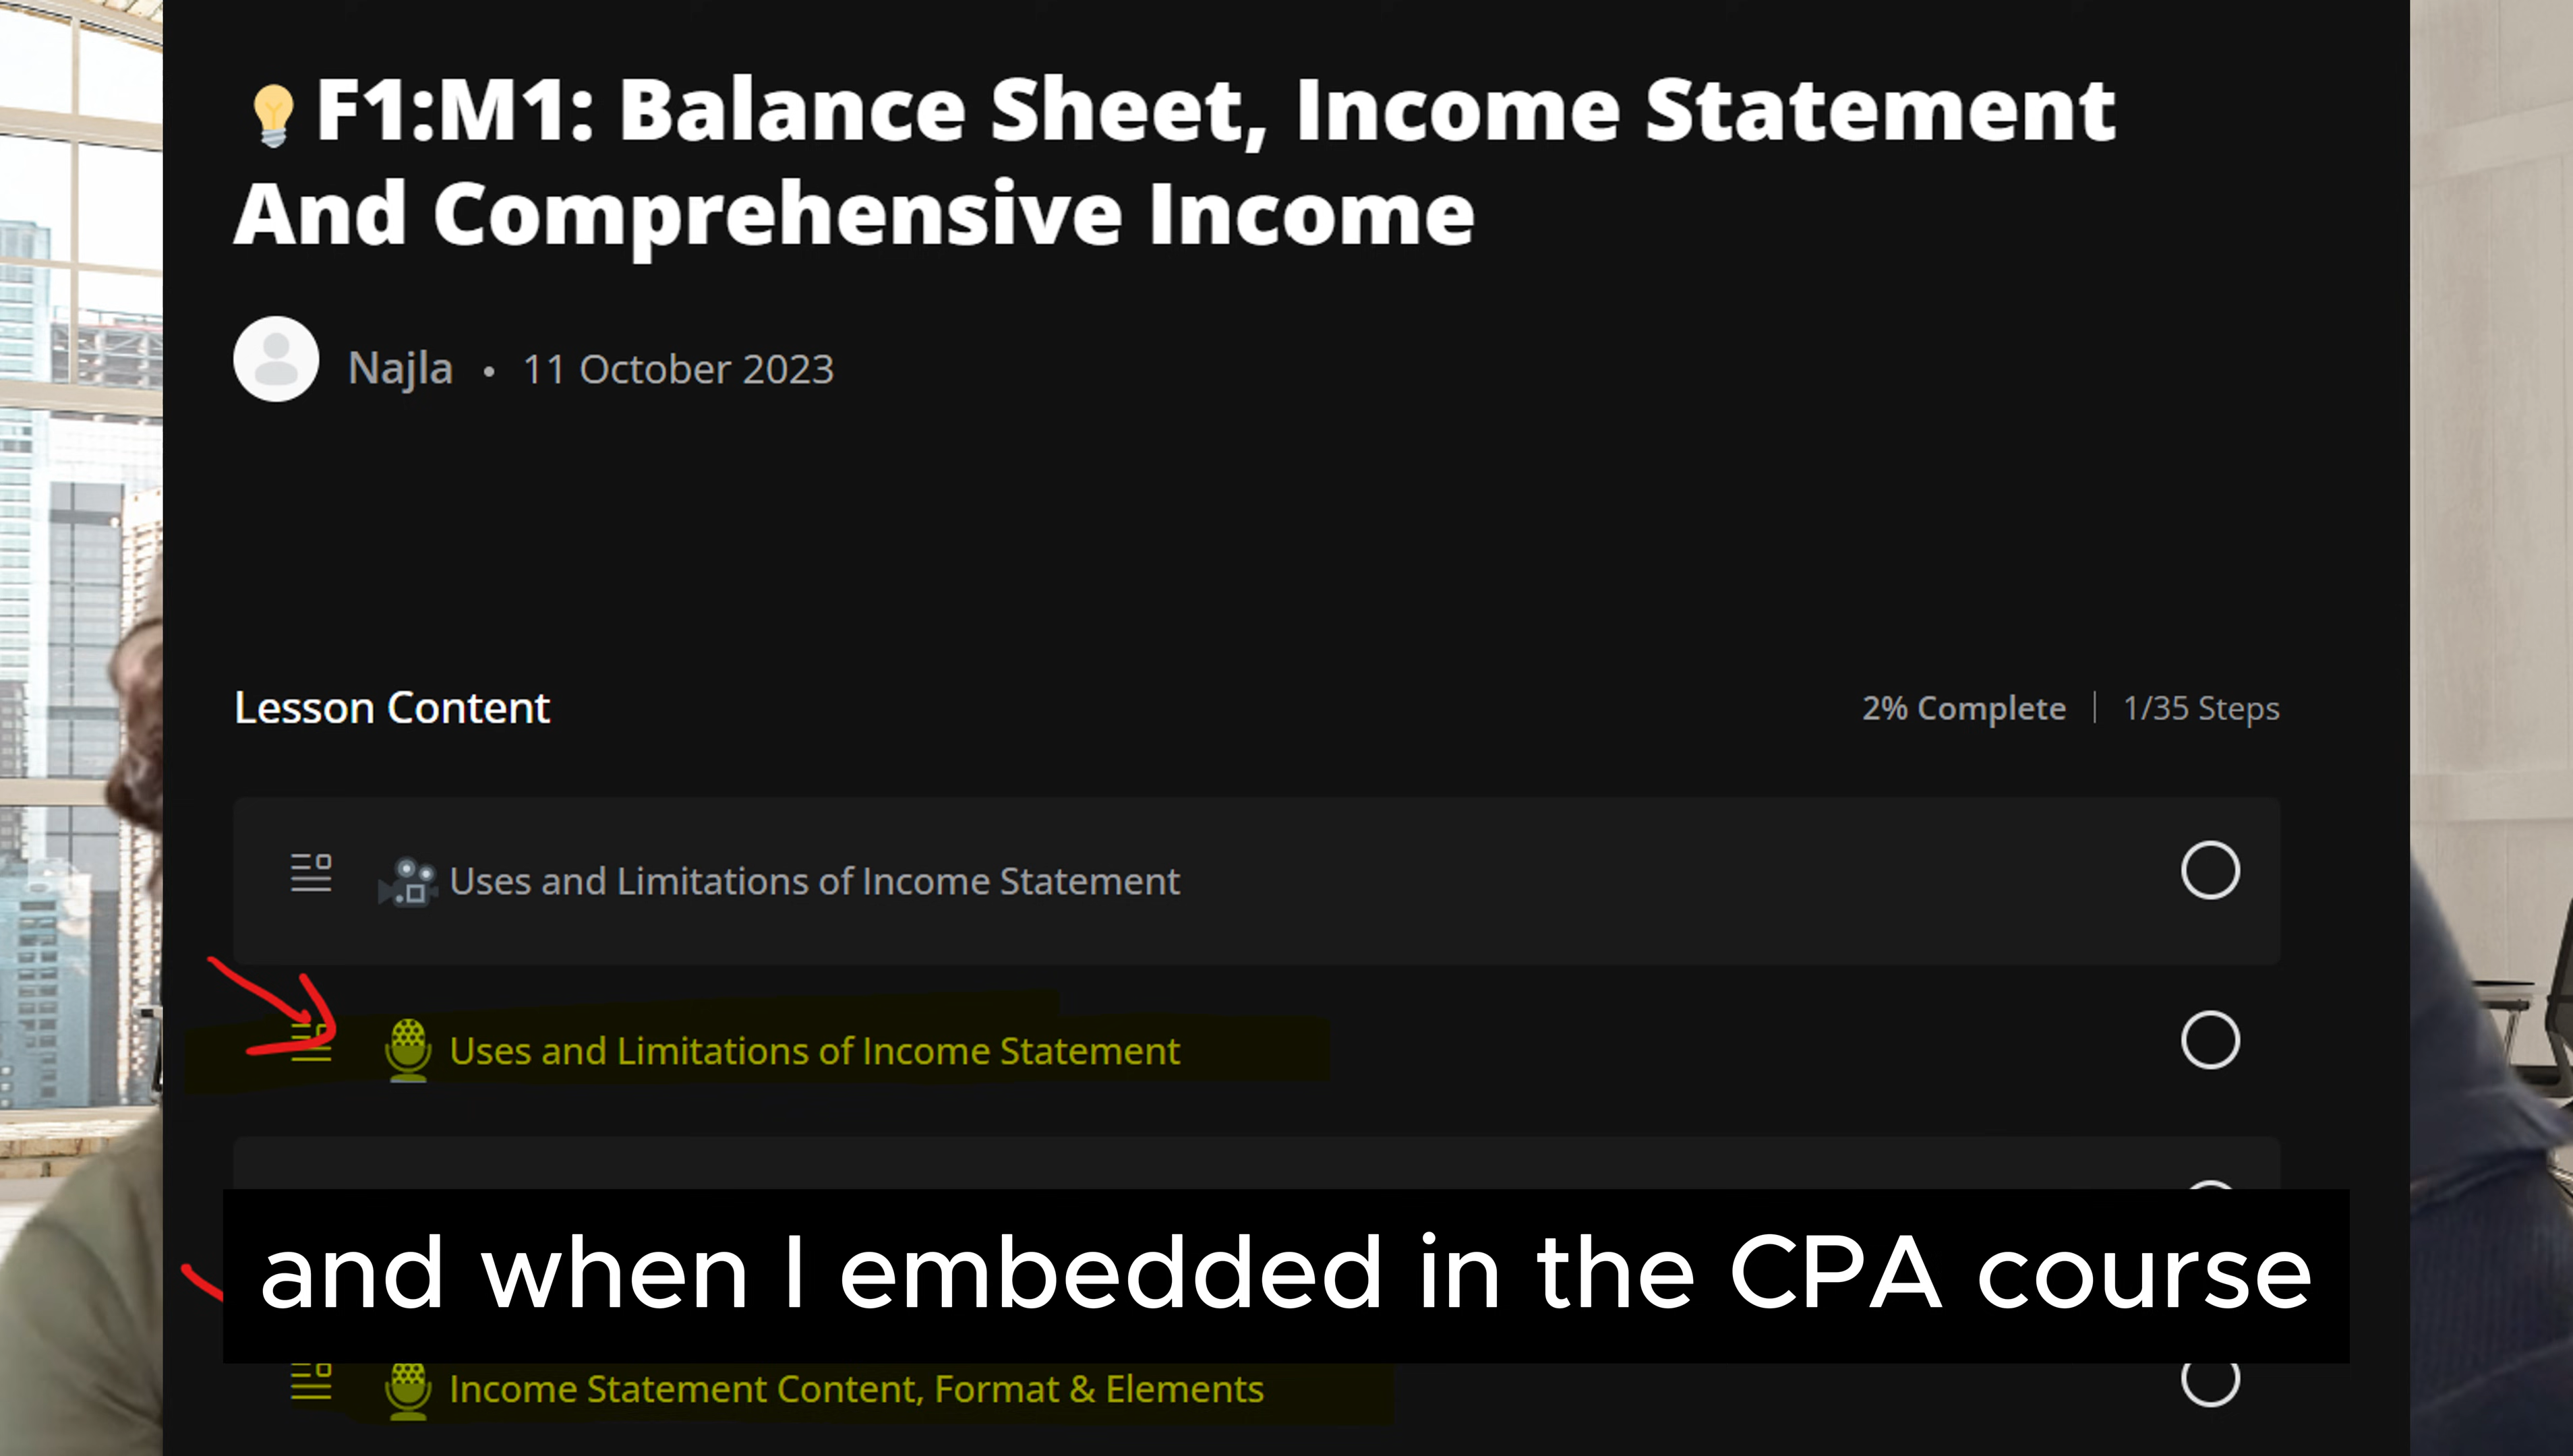 F1:M1: Balance Sheet, Income Statement
And Comprehensive Income
Najla • 11 October 2023
Lesson Content
2% Complete | 1/35 Steps
Uses and Limitations of Income Statement
Uses and Limitations of Income Statement
and when I embedded in the CPA course
Income Statement Content, Format & Elements